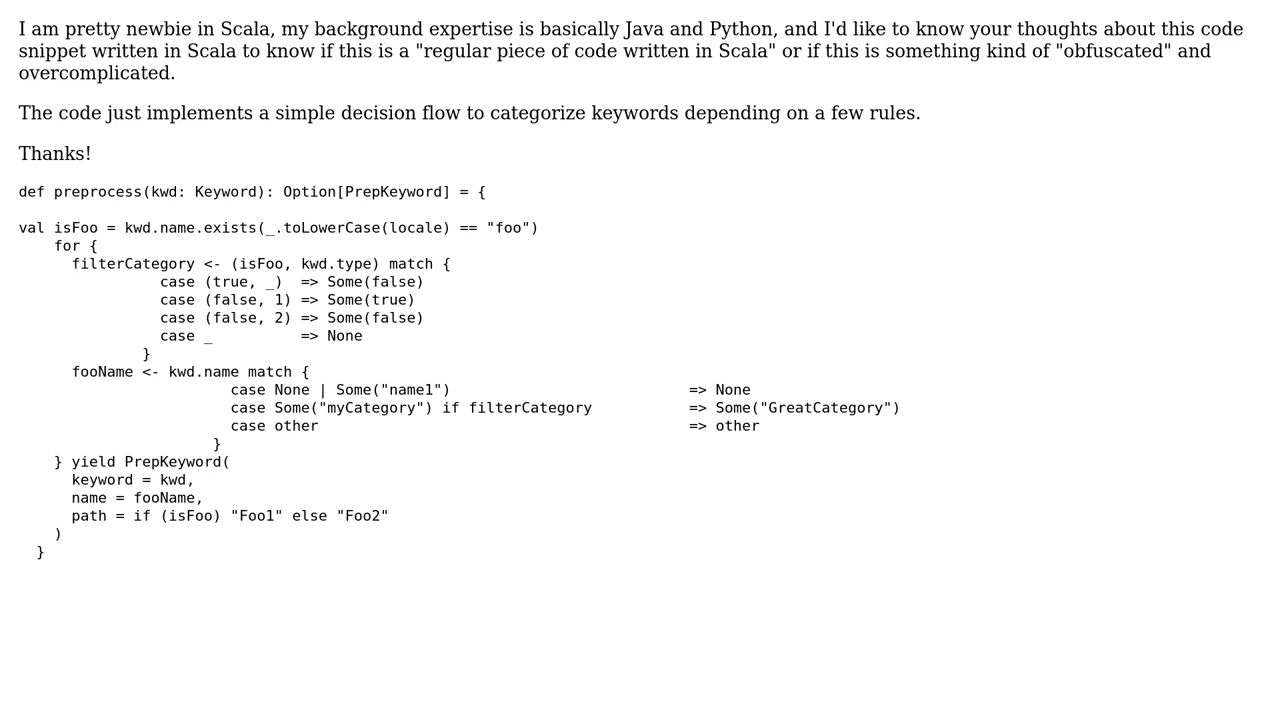 I am pretty newbie in Scala, my background expertise is basically Java and Python, and I'd like to know your thoughts about this code
snippet written in Scala to know if this is a "regular piece of code written in Scala" or if this is something kind of "obfuscated" and
overcomplicated.
The code just implements a simple decision flow to categorize keywords depending on a few rules.
Thanks!
def preprocess(kwd: Keyword): Option[PrepKeyword] = {
val isFoo = kwd.name.exists(_.toLowerCase(locale) == "foo")
    for {
      filterCategory <- (isFoo, kwd.type) match {
                case (true, _)  => Some(false)
                case (false, 1) => Some(true)
                case (false, 2) => Some(false)
                case _          => None
              }
      fooName <- kwd.name match {
                        case None | Some("name1")                           => None
                        case Some("myCategory") if filterCategory           => Some("GreatCategory")
                        case other                                          => other
                      }
    } yield PrepKeyword(
      keyword = kwd,
      name = fooName,
      path = if (isFoo) "Foo1" else "Foo2"
    )
  }